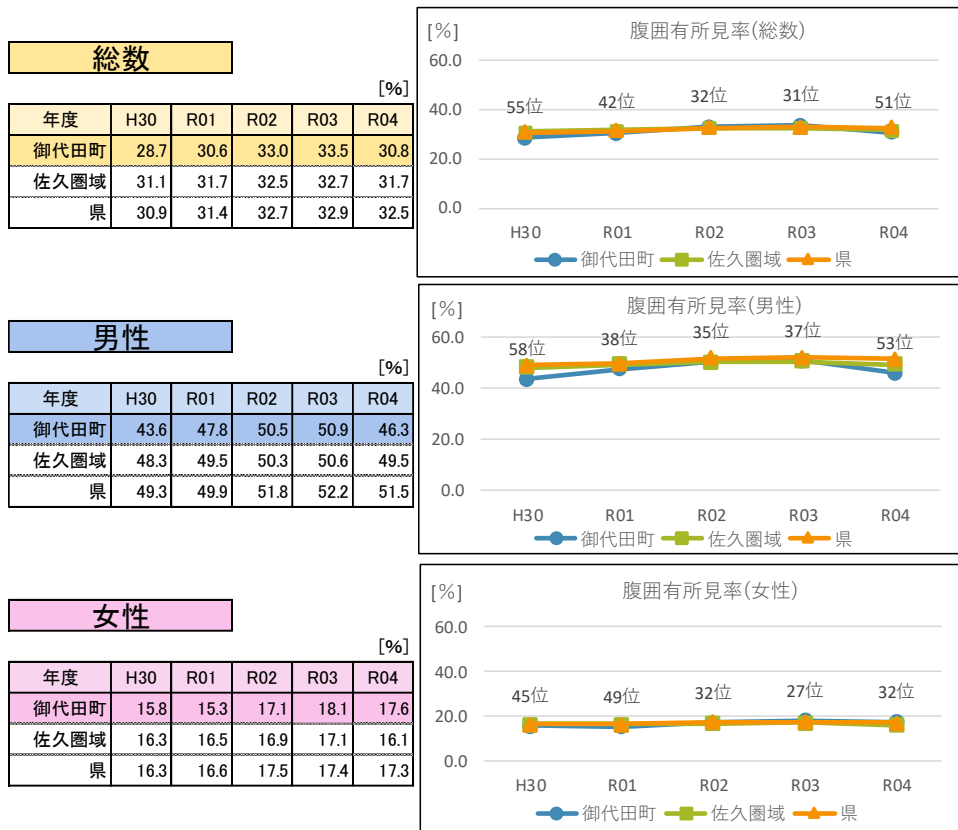 総数
[%]
年度 H30 R01 R02 R03 R04
御代田町 28.7 30.6 33.0 33.5 30.8
佐久圏域 31.1 31.7 32.5 32.7 31.7
県 30.9 31.4 32.7 32.9 32.5
腹囲有所見率(総数)
[%]
60.0
40.0
20.0
0.0
55位 42位 32位 31位 51位
H30 R01 R02 R03 R04
御代田町 佐久圏域 県
男性
[%]
年度 H30 R01 R02 R03 R04
御代田町 43.6 47.8 50.5 50.9 46.3
佐久圏域 48.3 49.5 50.3 50.6 49.5
県 49.3 49.9 51.8 52.2 51.5
腹囲有所見率(男性)
[%]
60.0
40.0
20.0
0.0
58位 38位 35位 37位 53位
H30 R01 R02 R03 R04
御代田町 佐久圏域 県
女性
[%]
年度 H30 R01 R02 R03 R04
御代田町 15.8 15.3 17.1 18.1 17.6
佐久圏域 16.3 16.5 16.9 17.1 16.1
県 16.3 16.6 17.5 17.4 17.3
腹囲有所見率(女性)
[%]
60.0
40.0
20.0
0.0
45位 49位 32位 27位 32位
H30 R01 R02 R03 R04
御代田町 佐久圏域 県